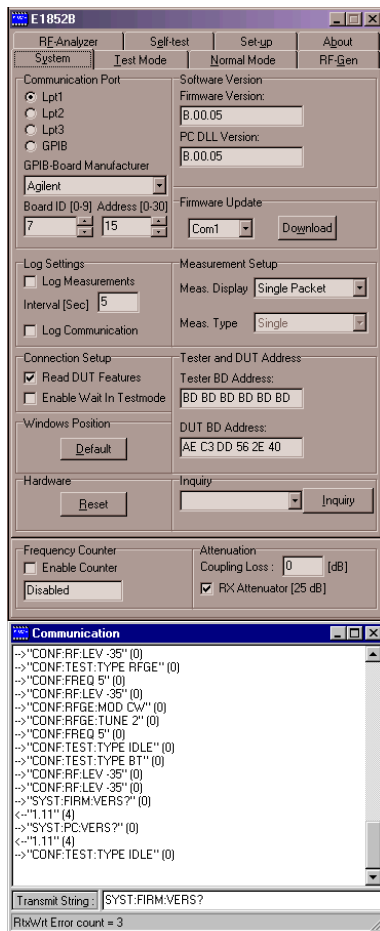 E1852B
RF-Analyzer Self-test Set-up About
System Test Mode Normal Mode RF-Gen
Communication Port
Lpt1
Lpt2
Lpt3
GPIB
GPIB-Board Manufacturer
Agilent
Board ID [0-9] Address [0-30]
7 15
Software Version
Firmware Version:
B.00.05
PC DLL Version:
B.00.05
Firmware Update
Com1 Download
Log Settings
Log Measurements
Interval [Sec] 5
Log Communication
Measurement Setup
Meas. Display Single Packet
Meas. Type Single
Connection Setup
Read DUT Features
Enable Wait In Testmode
Tester and DUT Address
Tester BD Address:
BD BD BD BD BD BD
DUT BD Address:
AE C3 DD 56 2E 40
Windows Position
Default
Hardware
Reset
Inquiry
Inquiry
Frequency Counter
Enable Counter
Disabled
Attenuation
Coupling Loss : 0 [dB]
RX Attenuator [25 dB]
Communication
-->"CONF:RF:LEV -35" (0)
-->"CONF:TEST:TYPE RFGE" (0)
-->"CONF:FREQ 5" (0)
-->"CONF:RF:LEV -35" (0)
-->"CONF:RFGE:MOD CW" (0)
-->"CONF:RFGE:TUNE 2" (0)
-->"CONF:FREQ 5" (0)
-->"CONF:TEST:TYPE IDLE" (0)
-->"CONF:TEST:TYPE BT" (0)
-->"CONF:RF:LEV -35" (0)
-->"CONF:RF:LEV -35" (0)
-->"SYST:FIRM:VERS?" (0)
<--"1.11" (4)
-->"SYST:PC:VERS?" (0)
<--"1.11" (4)
-->"CONF:TEST:TYPE IDLE" (0)
Transmit String : SYST:FIRM:VERS?
RtxWrt Error count = 3